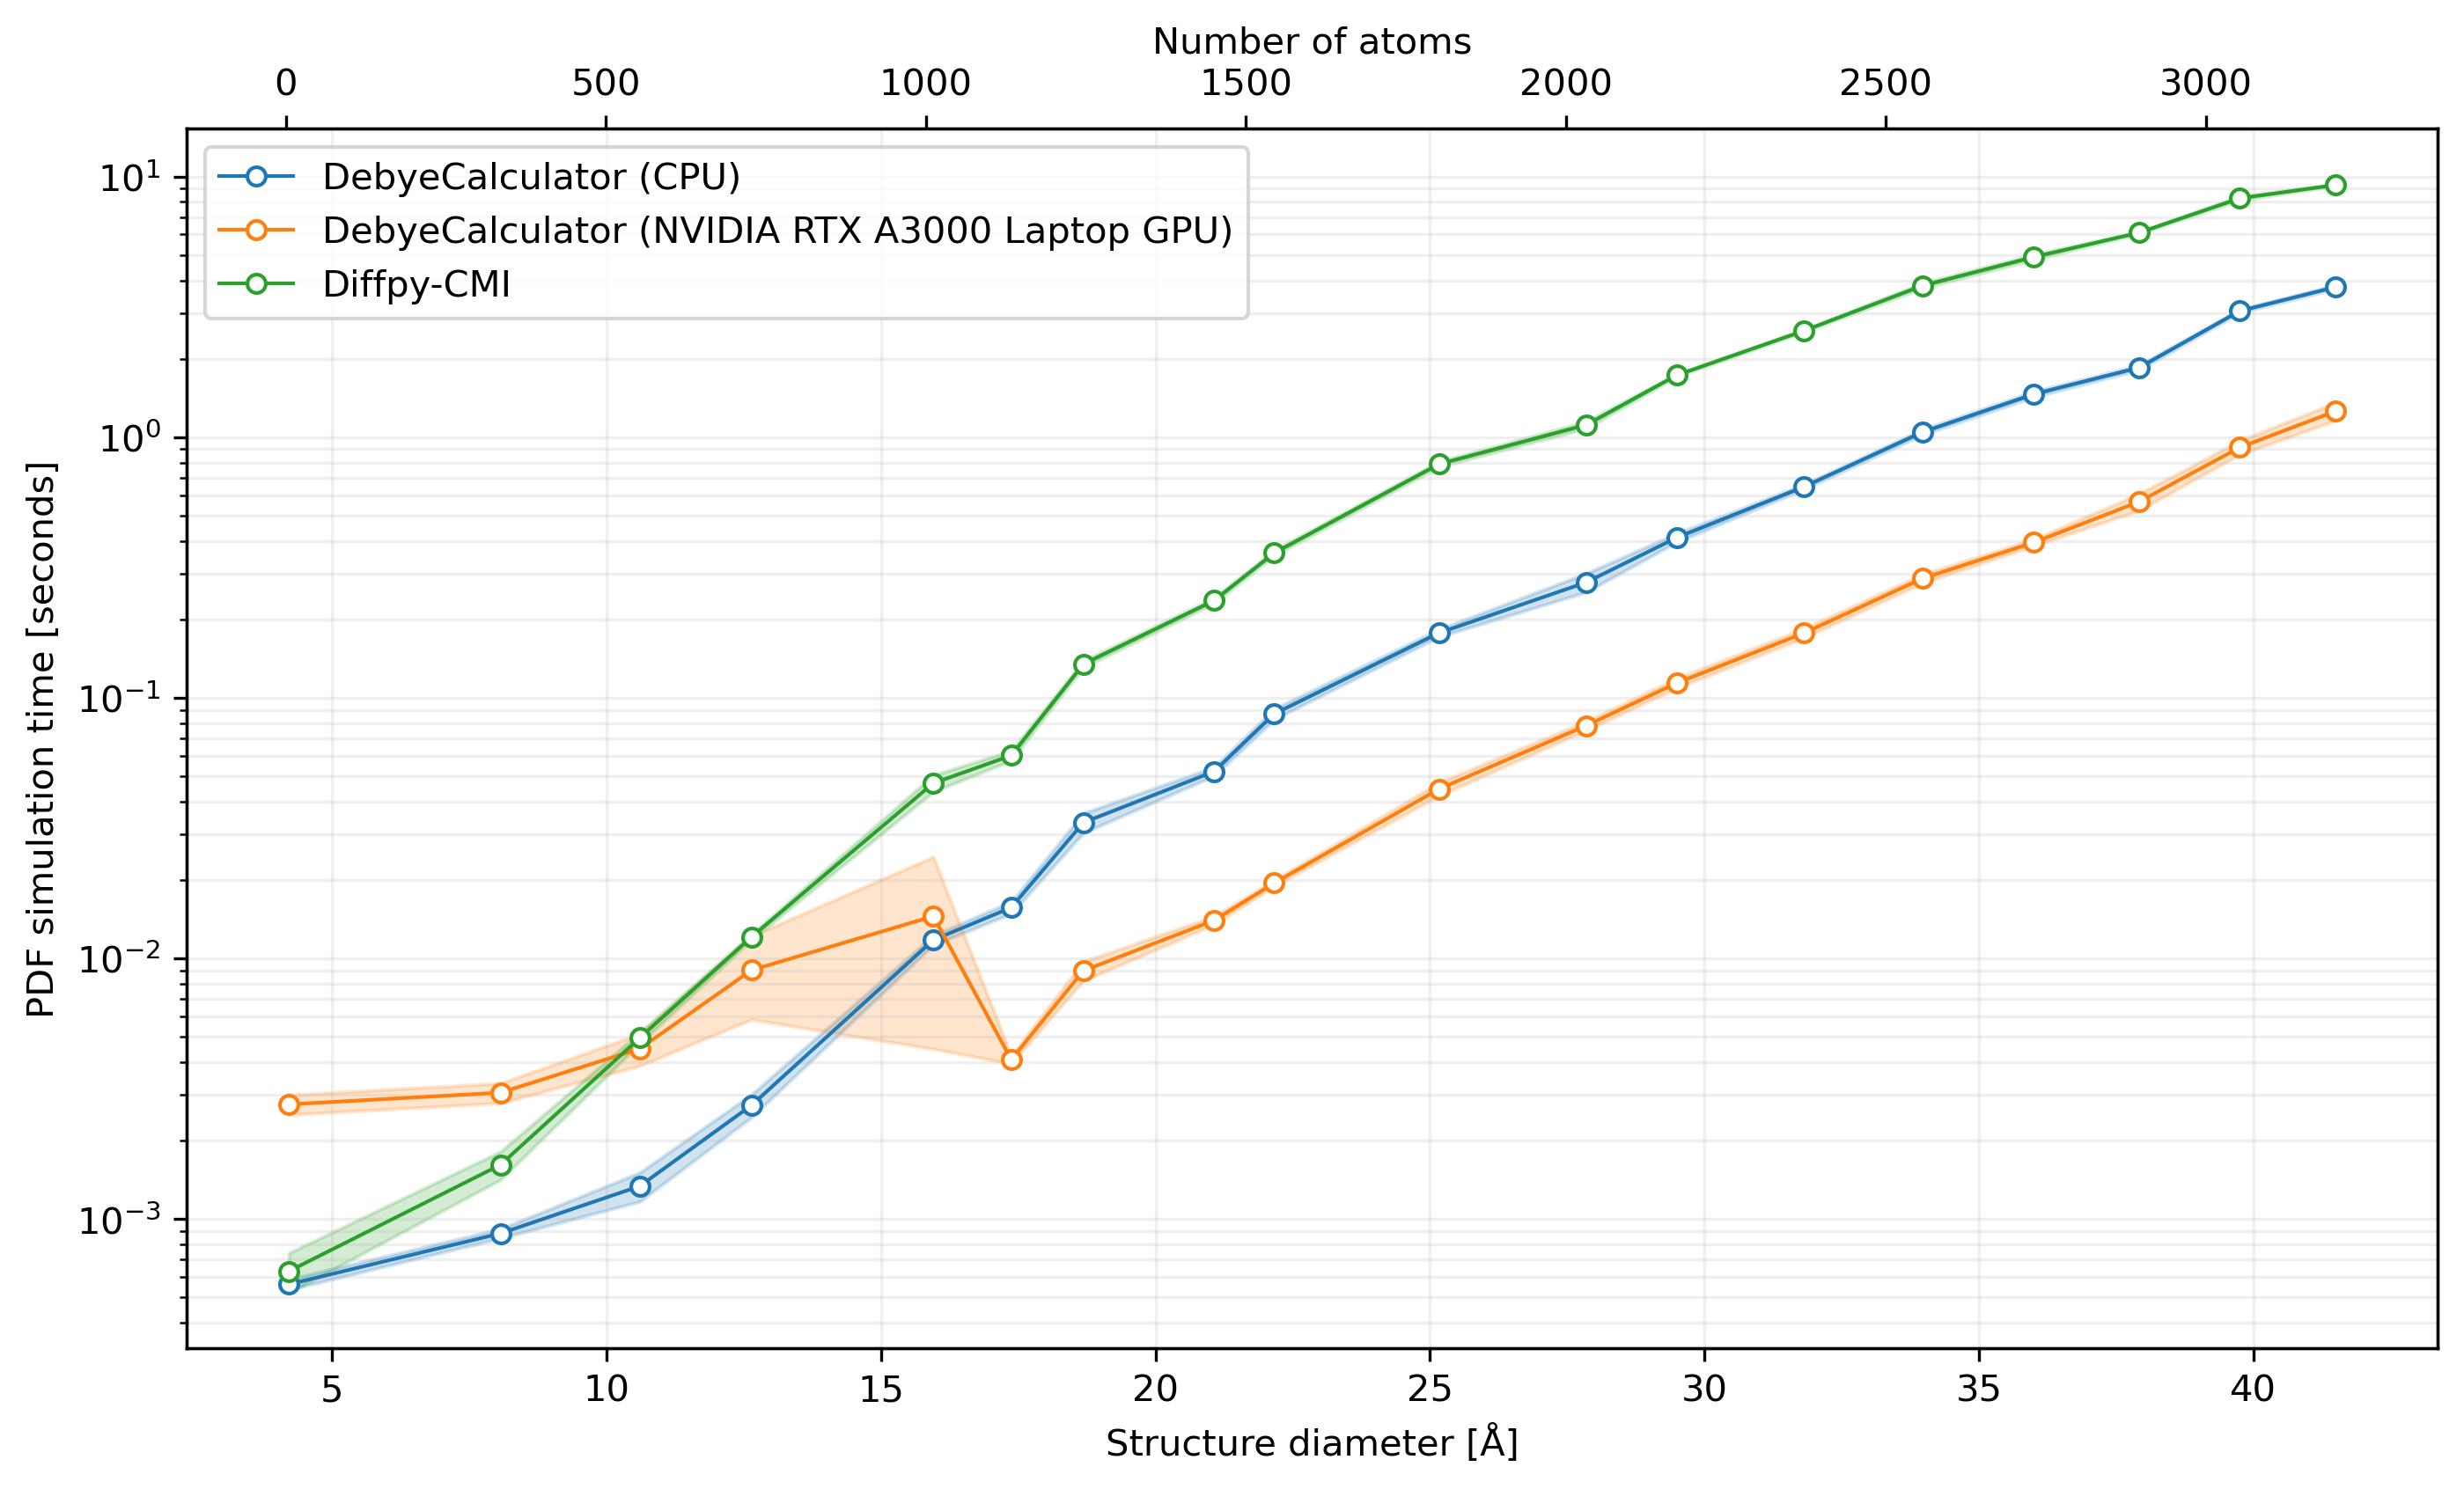 Number of atoms
0 500 1000 1500 2000 2500 3000
DebyeCalculator (CPU)
DebyeCalculator (NVIDIA RTX A3000 Laptop GPU)
Diffpy-CMI
PDF simulation time [seconds]
10¹
10⁰
10⁻¹
10⁻²
10⁻³
5 10 15 20 25 30 35 40
Structure diameter [Å]